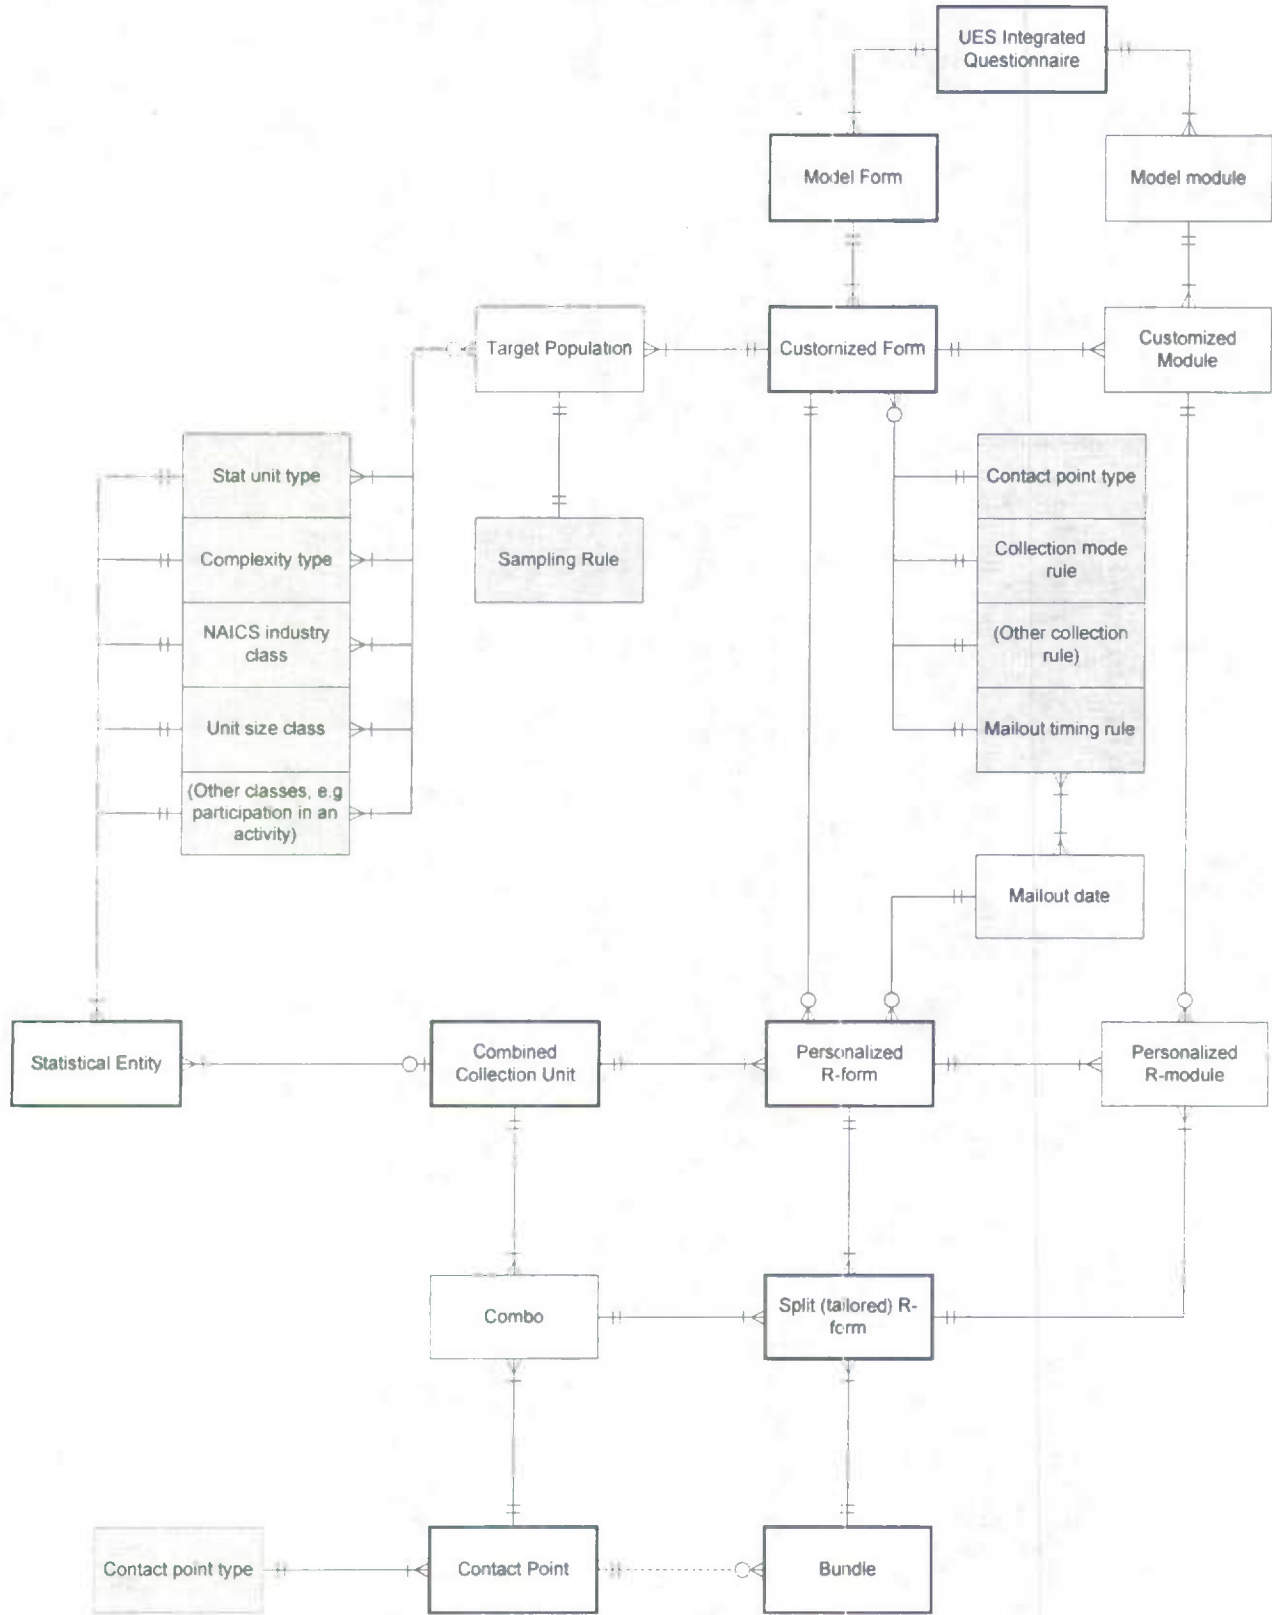 UES Integrated
Questionnaire
Model Form
Model module
Target Population
Customized Form
Customized
Module
Stat unit type
Complexity type
NAICS industry
class
Unit size class
(Other classes, e.g
participation in an
activity)
Sampling Rule
Contact point type
Collection mode
rule
(Other collection
rule)
Mailout timing rule
Mailout date
Statistical Entity
Combined
Collection Unit
Personalized
R-form
Personalized
R-module
Combo
Split (tailored) R-
form
Contact point type
Contact Point
Bundle